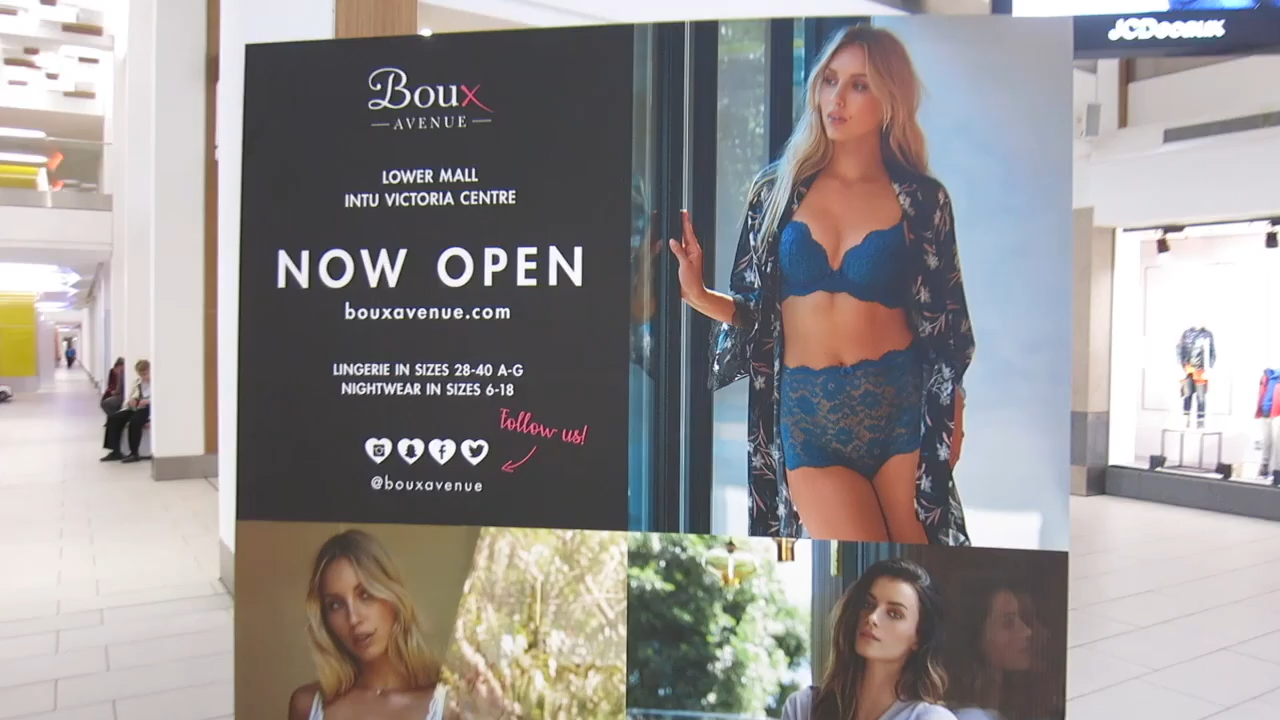 JCDecaux
Boux
AVENUE
LOWER MALL
INTU VICTORIA CENTRE
NOW OPEN
bouxavenue.com
LINGERIE IN SIZES 28-40 A-G
NIGHTWEAR IN SIZES 6-18
Follow us!
@bouxavenue